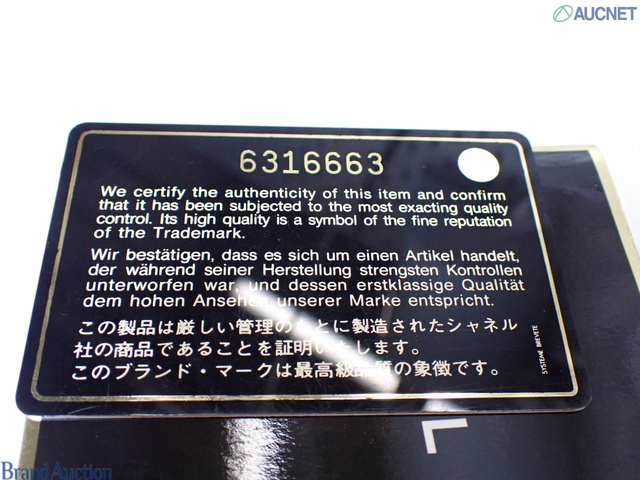 AUCNET
6316663
We certify the authenticity of this item and confirm
that it has been subjected to the most exacting quality
control. Its high quality is a symbol of the fine reputation
of the Trademark.
Wir bestätigen, dass es sich um einen Artikel handelt,
der während seiner Herstellung strengsten Kontrollen
unterworfen war, und dessen erstklassige Qualität
dem hohen Ansehen unserer Marke entspricht.
この製品は厳しい管理のもとに製造されたシャネル
社の商品であることを証明いたします。
このブランド・マークは最高級品質の象徴です。
SYSTEME BREVETE
L
Brand Auction